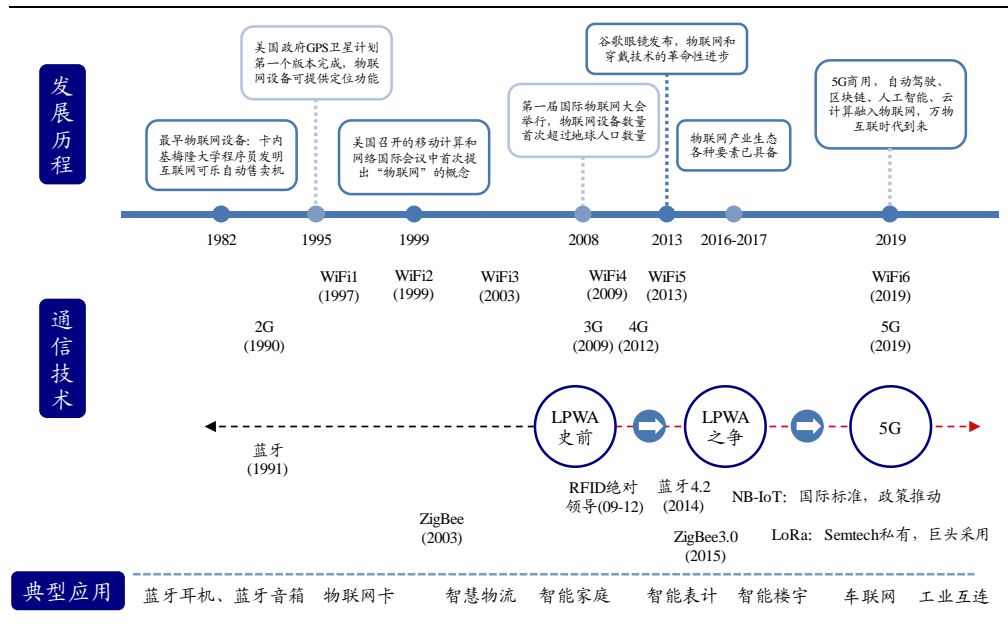 发展历程
美国政府GPS卫星计划
第一个版本完成，物联
网设备可提供定位功能
谷歌眼镜发布，物联网和
穿戴技术的革命性进步
最早物联网设备：卡内
基梅隆大学程序员发明
互联网可乐自动售卖机
美国召开的移动计算和
网络国际会议中首次提
出“物联网”的概念
第一届国际物联网大会
举行，物联网设备数量
首次超过地球人口数量
物联网产业生态
各种要素已具备
5G商用，自动驾驶、
区块链、人工智能、云
计算融入物联网，万物
互联时代到来
1982 1995 1999 2008 2013 2016-2017 2019
通信技术
WiFi1 WiFi2 WiFi3 WiFi4 WiFi5 WiFi6
(1997) (1999) (2003) (2009) (2013) (2019)
2G 3G 4G 5G
(1990) (2009) (2012) (2019)
LPWA
史前
LPWA
之争
5G
蓝牙
(1991)
RFID绝对
领导(09-12)
蓝牙4.2
(2014)
NB-IoT：国际标准，政策推动
ZigBee
(2003)
ZigBee3.0
(2015)
LoRa：Semtech私有，巨头采用
典型应用
蓝牙耳机、蓝牙音箱 物联网卡 智慧物流 智能家庭 智能表计 智能楼宇 车联网 工业互连